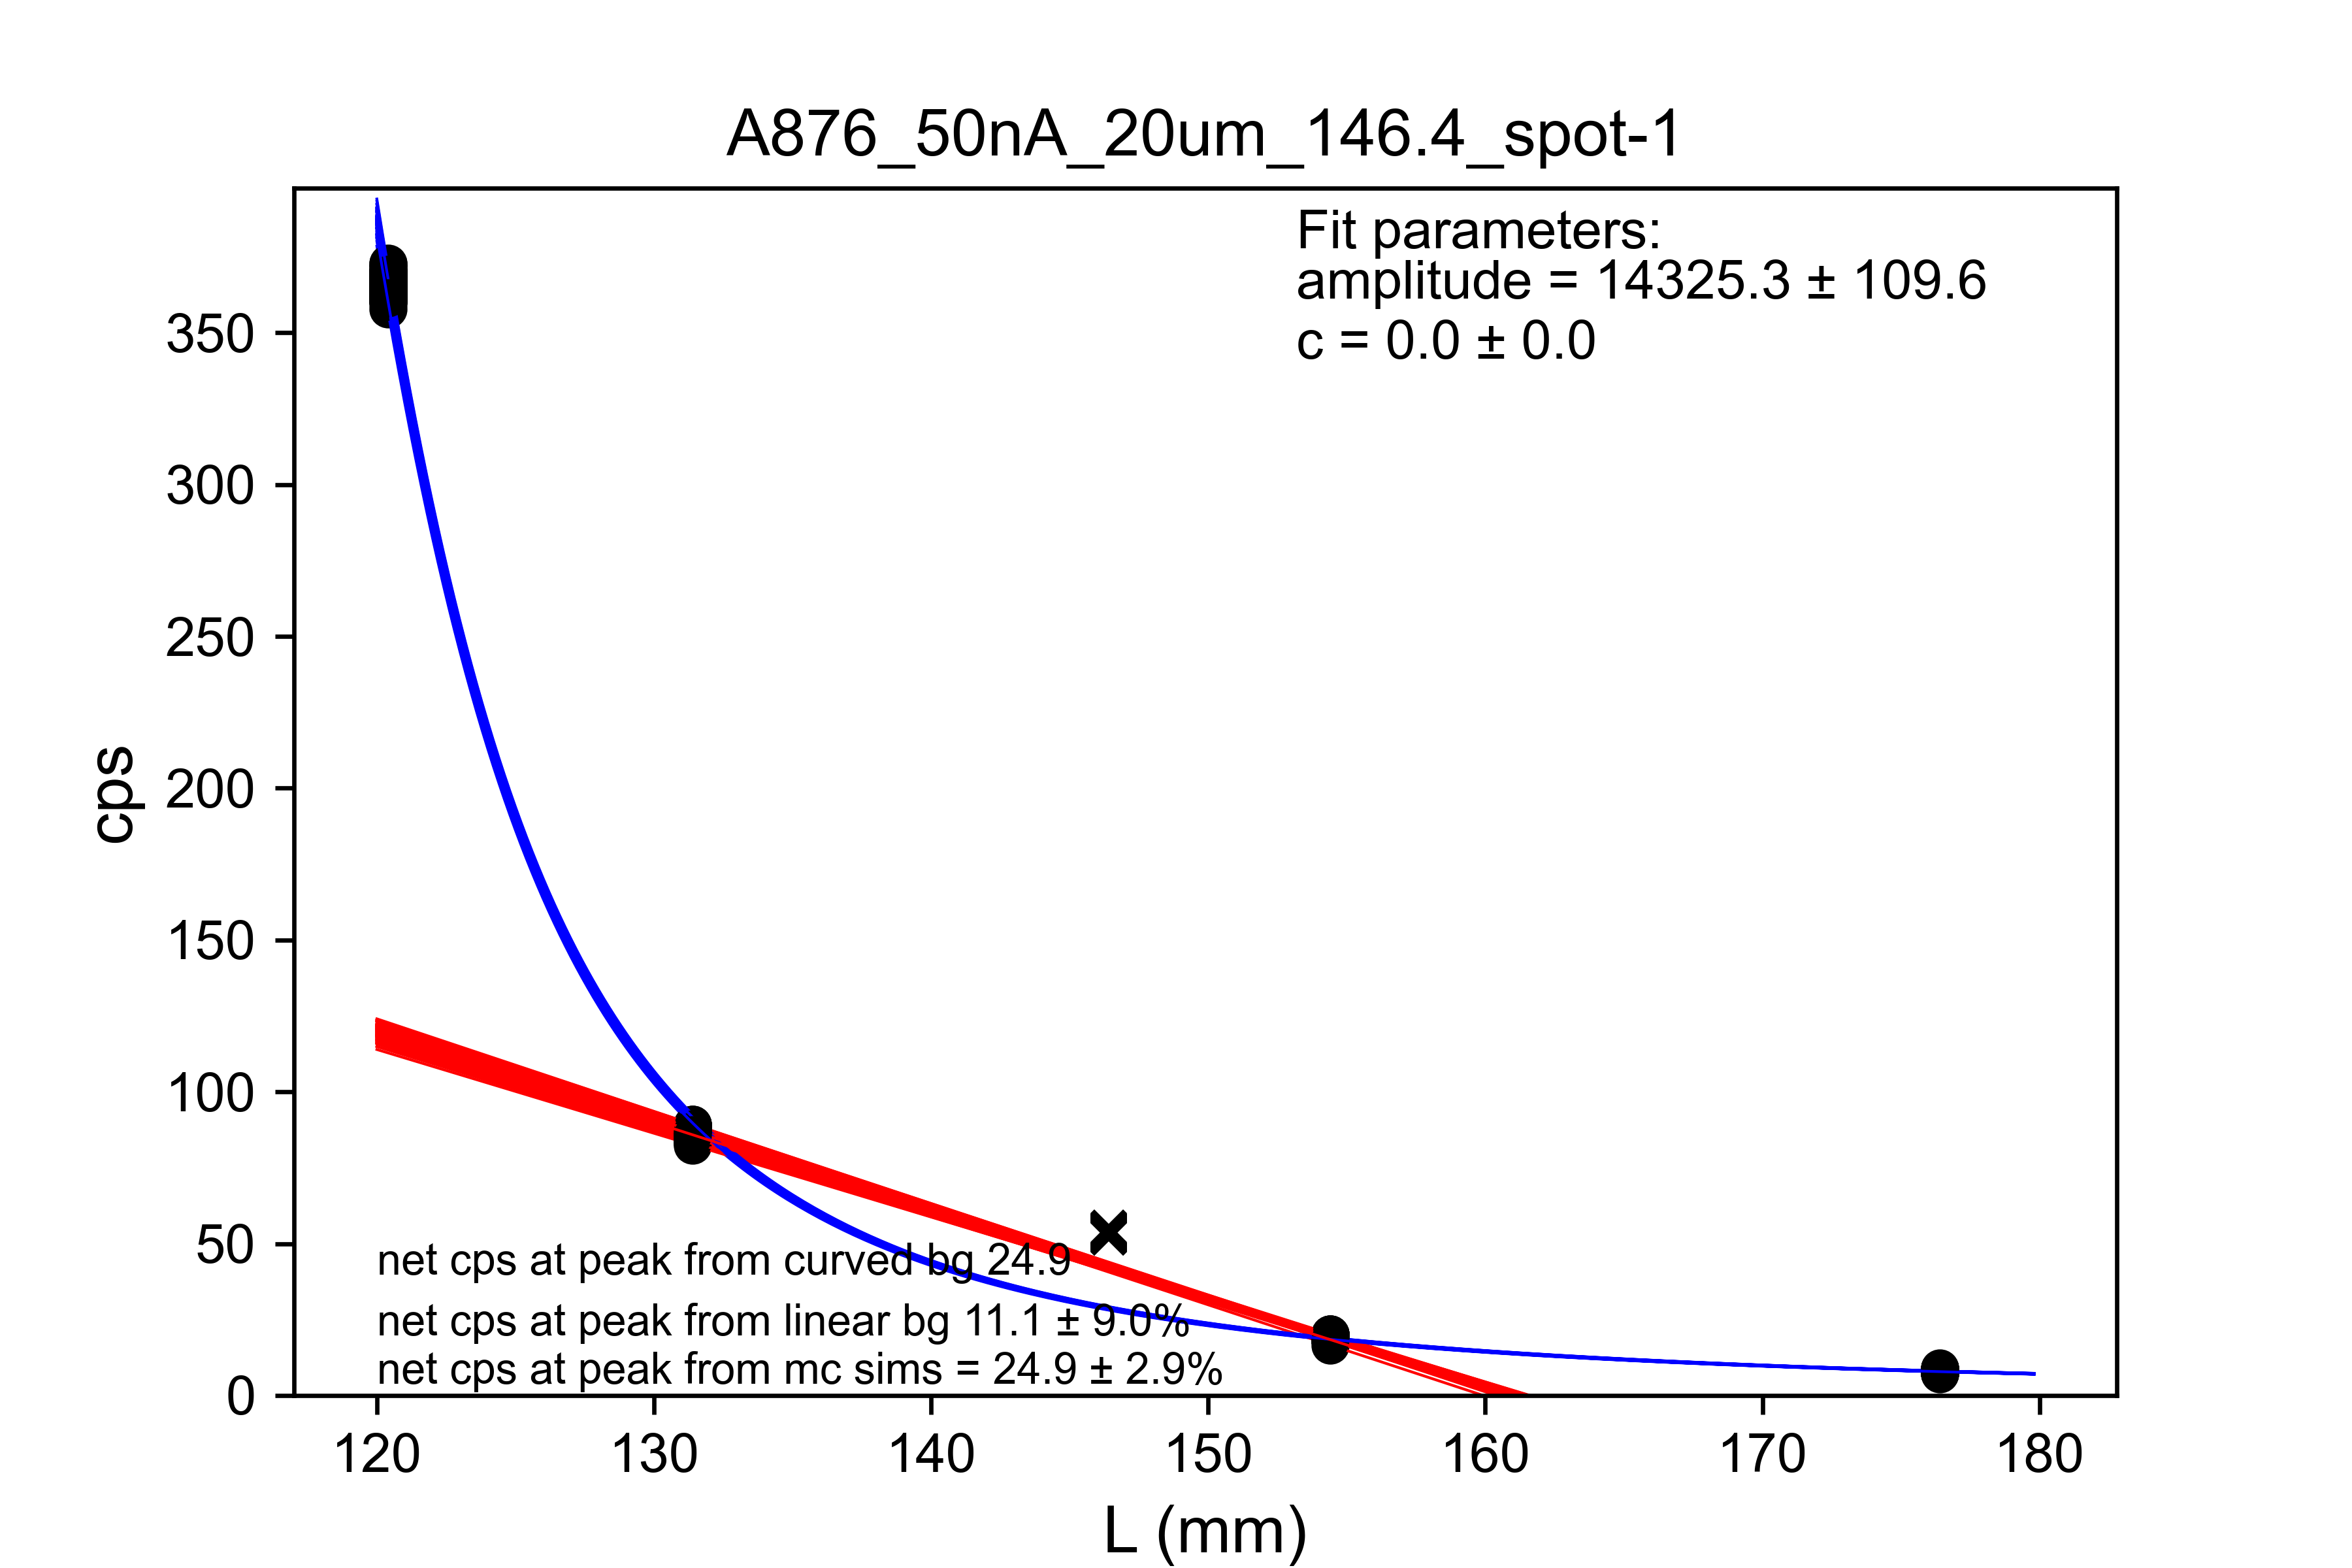 A876_50nA_20um_146.4_spot-1
Fit parameters:
amplitude = 14325.3 ± 109.6
c = 0.0 ± 0.0
350
300
250
200
150
100
50
0
cps
net cps at peak from curved bg 24.9
net cps at peak from linear bg 11.1 ± 9.0%
net cps at peak from mc sims = 24.9 ± 2.9%
120 130 140 150 160 170 180
L (mm)